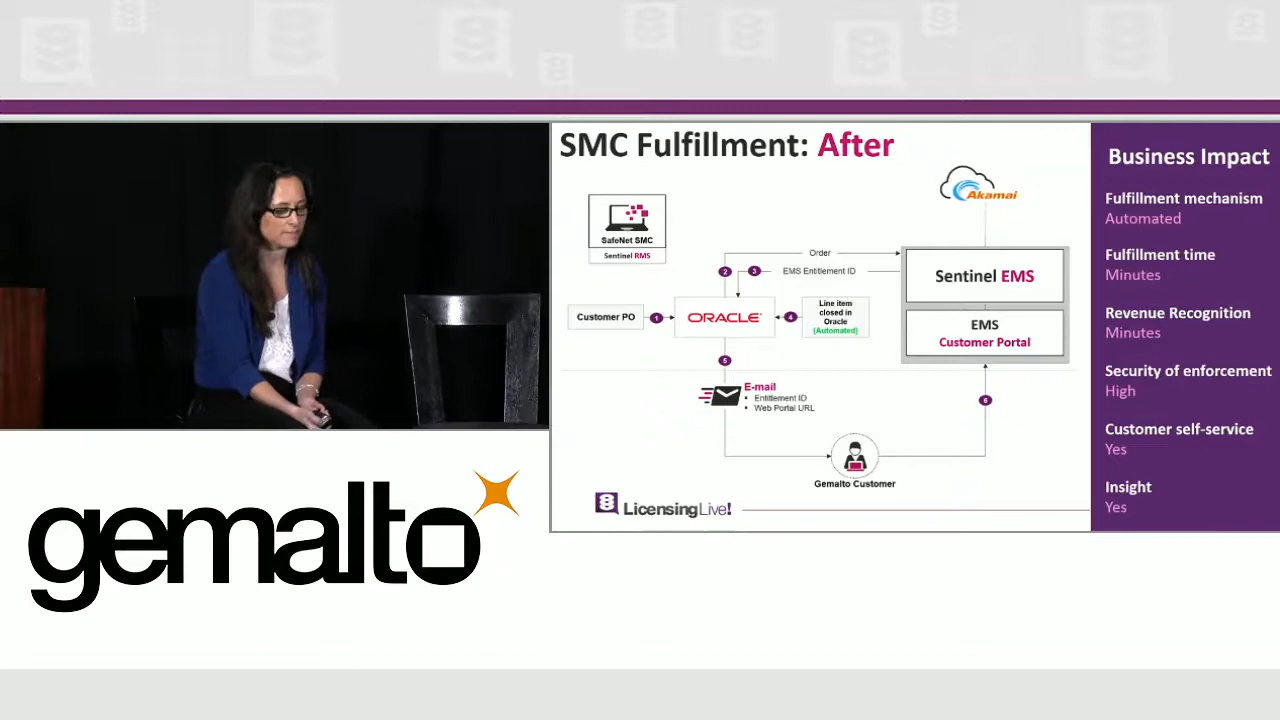 SMC Fulfillment: After
Akamai
SafeNet SMC
Sentinel RMS
Order
2
3
EMS Entitlement ID
Sentinel EMS
Customer PO
1
ORACLE
4
Line item
closed in
Oracle
(Automated)
EMS
Customer Portal
5
E-mail
• Entitlement ID
• Web Portal URL
6
Gemalto Customer
LicensingLive!
Business Impact
Fulfillment mechanism
Automated
Fulfillment time
Minutes
Revenue Recognition
Minutes
Security of enforcement
High
Customer self-service
Yes
Insight
Yes
gemalto